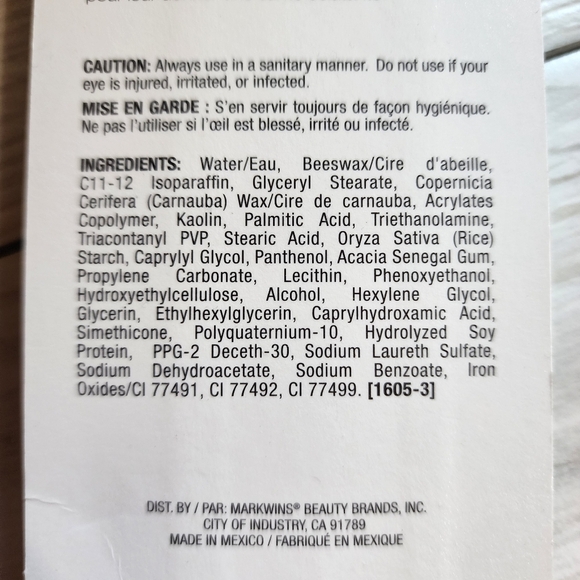 CAUTION: Always use in a sanitary manner. Do not use if your
eye is injured, irritated, or infected.
MISE EN GARDE : S'en servir toujours de façon hygiénique.
Ne pas l'utiliser si l'œil est blessé, irrité ou infecté.
INGREDIENTS: Water/Eau, Beeswax/Cire d'abeille,
C11-12 Isoparaffin, Glyceryl Stearate, Copernicia
Cerifera (Carnauba) Wax/Cire de carnauba, Acrylates
Copolymer, Kaolin, Palmitic Acid, Triethanolamine,
Triacontanyl PVP, Stearic Acid, Oryza Sativa (Rice)
Starch, Caprylyl Glycol, Panthenol, Acacia Senegal Gum,
Propylene Carbonate, Lecithin, Phenoxyethanol,
Hydroxyethylcellulose, Alcohol, Hexylene Glycol,
Glycerin, Ethylhexylglycerin, Caprylhydroxamic Acid,
Simethicone, Polyquaternium-10, Hydrolyzed Soy
Protein, PPG-2 Deceth-30, Sodium Laureth Sulfate,
Sodium Dehydroacetate, Sodium Benzoate, Iron
Oxides/CI 77491, CI 77492, CI 77499. [1605-3]
DIST. BY / PAR: MARKWINS® BEAUTY BRANDS, INC.
CITY OF INDUSTRY, CA 91789
MADE IN MEXICO / FABRIQUÉ EN MEXIQUE